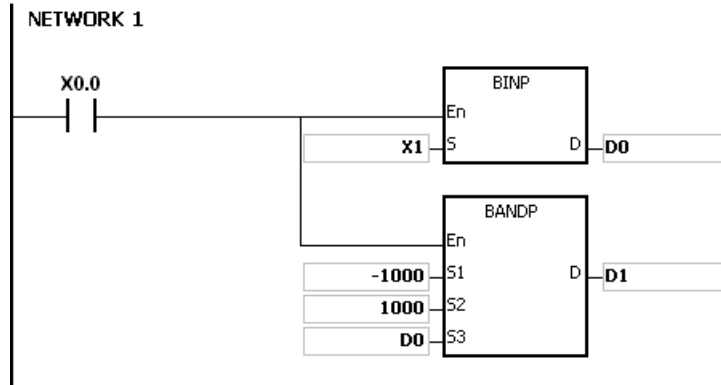 NETWORK 1
X0.0
BINP
En
X1 S D D0
BANDP
En
-1000 S1 D D1
1000 S2
D0 S3